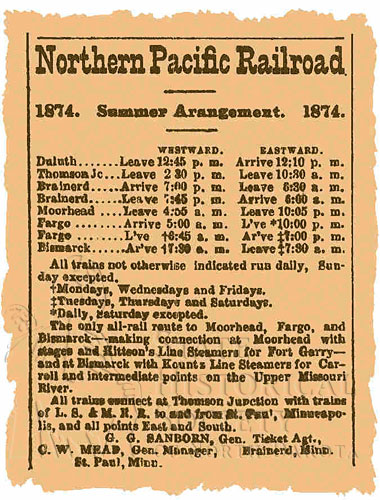 Northern Pacific Railroad.
1874. Summer Arangement. 1874.
WESTWARD. EASTWARD.
Duluth.......Leave 12:45 p. m. Arrive 12:10 p. m.
Thomson Jc...Leave 2 30 p. m. Leave 10:30 a. m.
Brainerd....Arrive 7:00 p. m. Leave 6:30 a. m.
Brainerd.....Leave 7:45 p. m. Arrive 6:00 a. m.
Moorhead ....Leave 4:55 a. m. Leave 10:05 p. m.
Fargo .......Arrive 5:00 a. m. L've *10:00 p. m.
Fargo ........L've †6:45 a. m. Ar've ‡7:00 p. m.
Bismarck.....Ar've †7:30 a. m. Leave ‡7:30 a. m.
All trains not otherwise indicated run daily, Sun-
day excepted.
†Mondays, Wednesdays and Fridays.
‡Tuesdays, Thursdays and Saturdays.
*Daily, Saturday excepted.
The only all-rail route to Moorhead, Fargo, and
Bismarck—making connection at Moorhead with
stages and Kittson's Line Steamers for Fort Garry—
and at Bismarck with Kountz Line Steamers for Car-
roll and intermediate points on the Upper Missouri
River.
All trains connect at Thomson Junction with trains
of L. S. & M. R. R. to and from St. Paul, Minneapo-
lis, and all points East and South.
G. G. SANBORN, Gen. Ticket Agt.,
C. W. MEAD, Gen. Manager, Brainerd, Minn.
St. Paul, Minn.